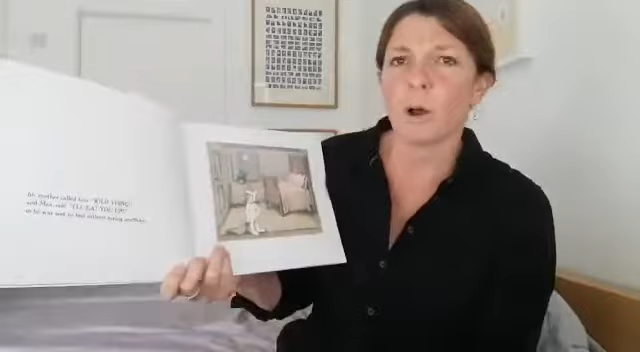 his mother called him "WILD THING!"
and Max said "I'LL EAT YOU UP!"
so he was sent to bed without eating anything.